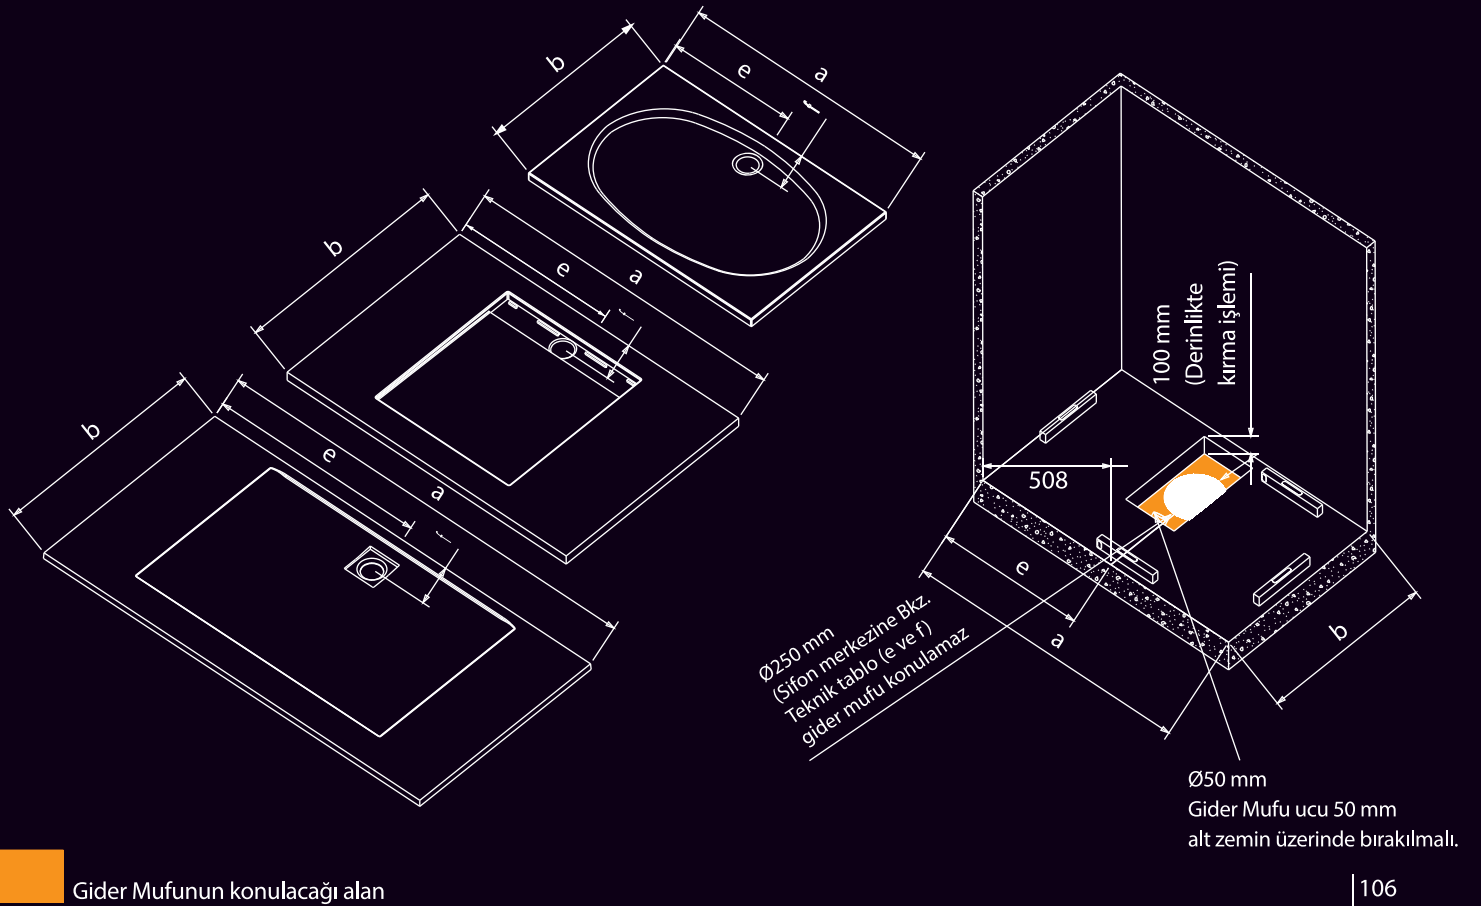 b
e
a
f
b
e
a
f
b
e
a
f
100 mm
(Derinlikte
kırma işlemi)
508
e
a
b
Ø250 mm
(Sifon merkezine Bkz.
Teknik tablo (e ve f)
gider mufu konulamaz
Ø50 mm
Gider Mufu ucu 50 mm
alt zemin üzerinde bırakılmalı.
Gider Mufunun konulacağı alan
106